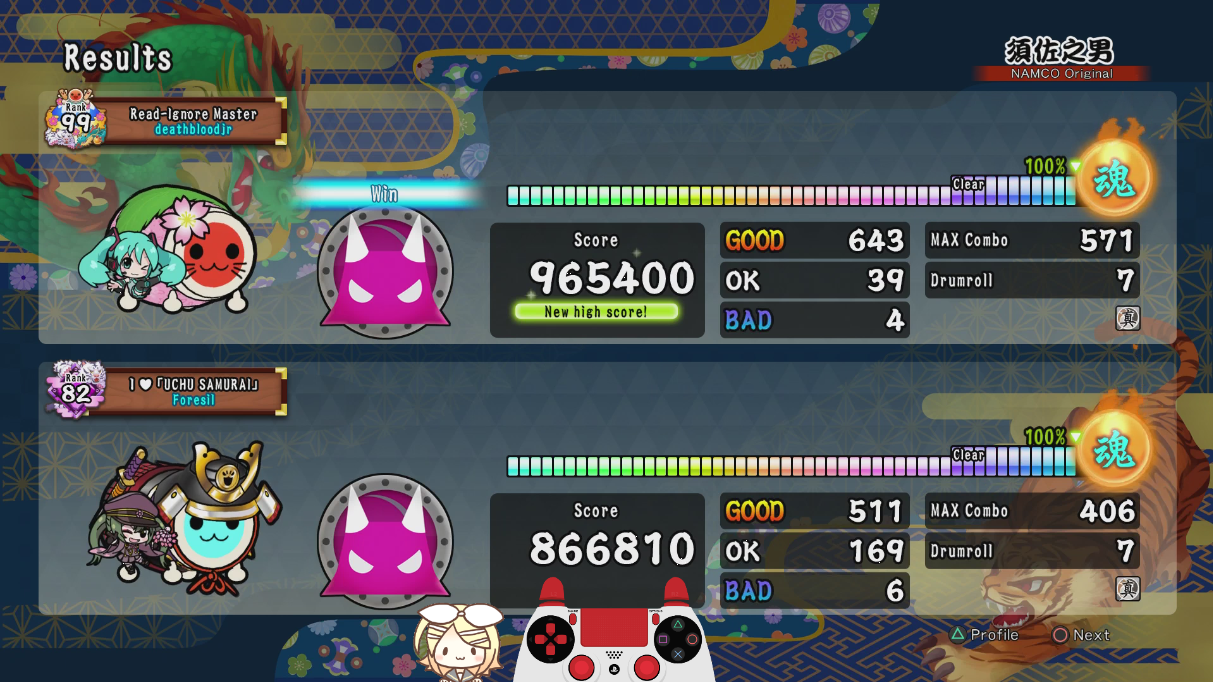 Results
須佐之男
NAMCO Original
Rank
99
Read-Ignore Master
deathbloodjr
Win
100%
Clear
魂
Score
965400
New high score!
GOOD 643
OK 39
BAD 4
MAX Combo 571
Drumroll 7
真
Rank
82
I ♥「UCHU SAMURAI」
Foresil
100%
Clear
魂
Score
866810
GOOD 511
OK 169
BAD 6
MAX Combo 406
Drumroll 7
真
△ Profile ○ Next